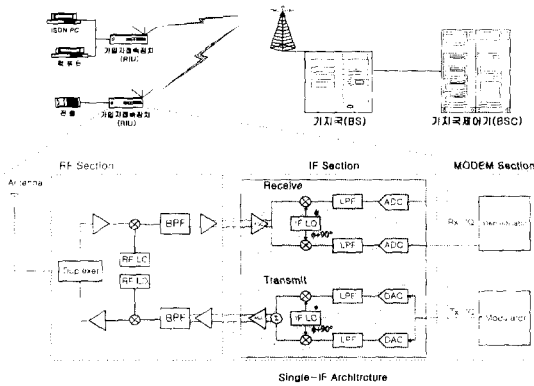 ISDN PC
가입자접속장치
(RIU)
전화
가입자접속장치
(RIU)
기지국(BS)
기지국제어기(BSC)
RF Section
IF Section
MODEM Section
Antenna
Receive
BPF
LPF
ADC
IF LO
Φ
Φ+90°
LPF
ADC
Rx I/Q
Demodulator
RF LO
RF LO
Duplexer
Transmit
BPF
Σ
LPF
DAC
IF LO
Φ+90°
LPF
DAC
Tx I/Q
Modulator
Single-IF Architrcture